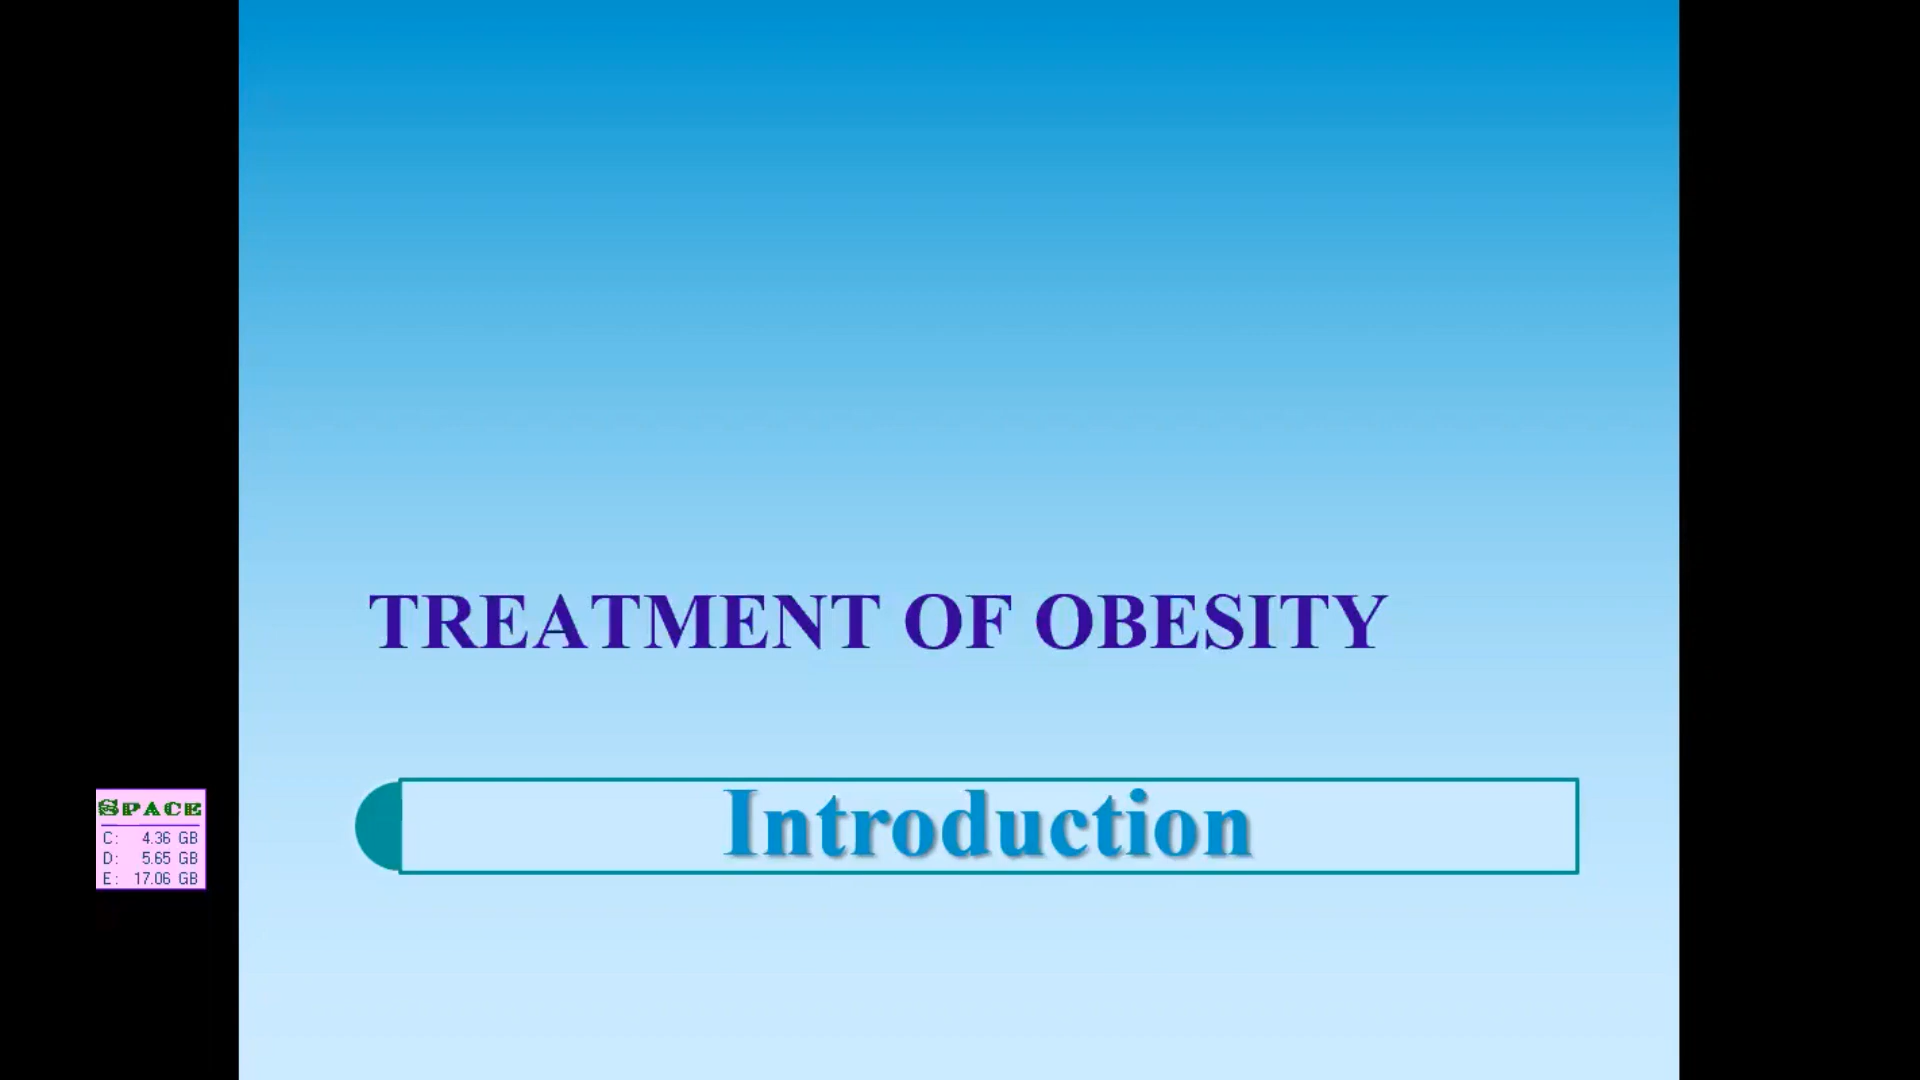 TREATMENT OF OBESITY
Introduction
SPACE
C: 4.36 GB
D: 5.65 GB
E: 17.06 GB